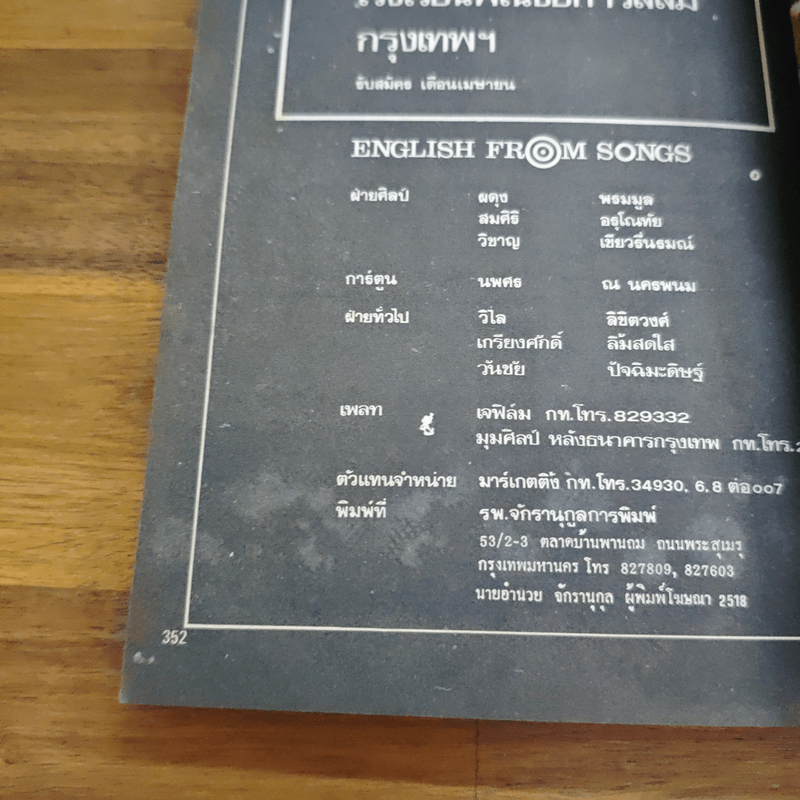 กรุงเทพฯ
รับสมัคร เดือนเมษายน
ENGLISH FROM SONGS
ฝ่ายศิลป์ ผดุง พรมมูล
สมศิริ อรุโณทัย
วิชาญ เขียวรื่นรมณ์
การ์ตูน นพศร ณ นครพนม
ฝ่ายทั่วไป วิไล ลิขิตวงศ์
เกรียงศักดิ์ ลิ้มสดใส
วันชัย ปัจฉิมะดิษฐ์
เพลท เจฟิล์ม กท.โทร.829332
มุมศิลป์ หลังธนาคารกรุงเทพ กท.โทร.2
ตัวแทนจำหน่าย มาร์เกตติ้ง กท.โทร.34930, 6,8 ต่อ007
พิมพ์ที่ รพ.จักรานุกูลการพิมพ์
53/2-3 ตลาดบ้านพานถม ถนนพระสุเมรุ
กรุงเทพมหานคร โทร 827809, 827603
นายอำนวย จักรานุกุล ผู้พิมพ์โฆษณา 2518
352